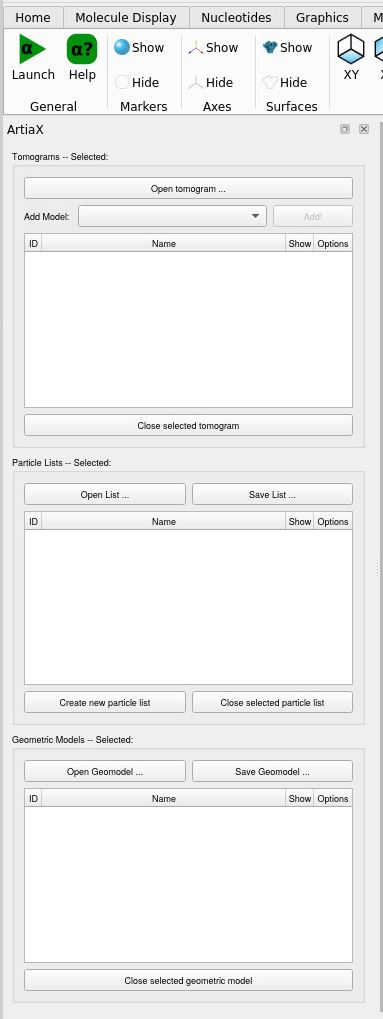 Home Molecule Display Nucleotides Graphics M
α α? Show Show Show
Launch Help Hide Hide Hide XY X
General Markers Axes Surfaces
ArtiaX
Tomograms -- Selected:
Open tomogram ...
Add Model: Add!
ID Name Show Options
Close selected tomogram
Particle Lists -- Selected:
Open List ... Save List ...
ID Name Show Options
Create new particle list Close selected particle list
Geometric Models -- Selected:
Open Geomodel ... Save Geomodel ...
ID Name Show Options
Close selected geometric model